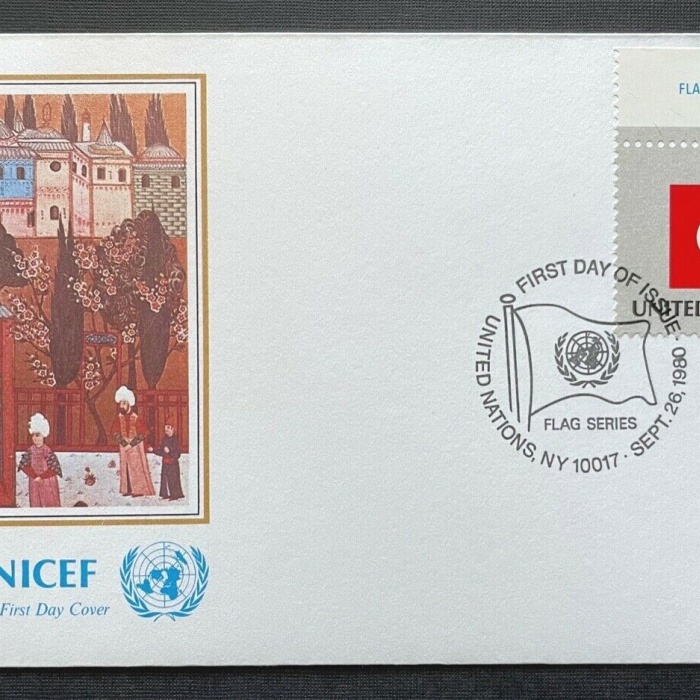 FLA
UNITED
FIRST DAY OF ISSUE ·
UNITED NATIONS, NY 10017 · SEPT. 26, 1980
FLAG SERIES
NICEF
First Day Cover